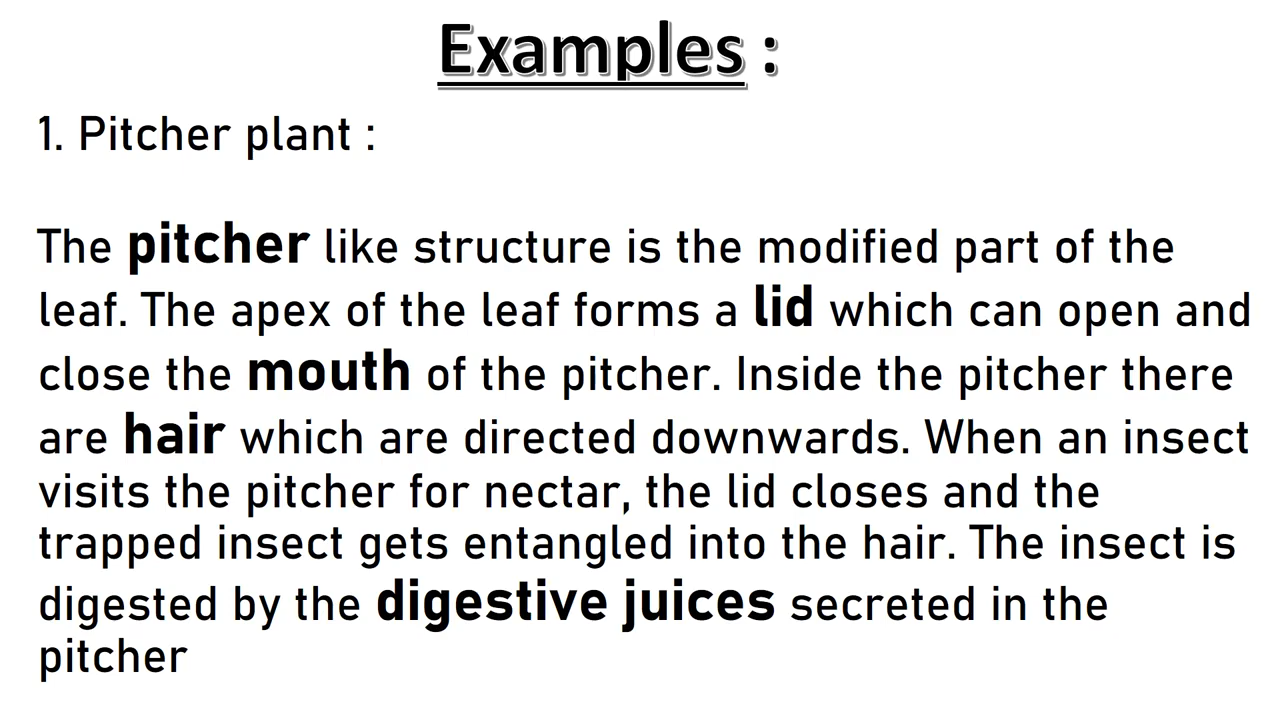 Examples :
1. Pitcher plant :
The pitcher like structure is the modified part of the
leaf. The apex of the leaf forms a lid which can open and
close the mouth of the pitcher. Inside the pitcher there
are hair which are directed downwards. When an insect
visits the pitcher for nectar, the lid closes and the
trapped insect gets entangled into the hair. The insect is
digested by the digestive juices secreted in the
pitcher